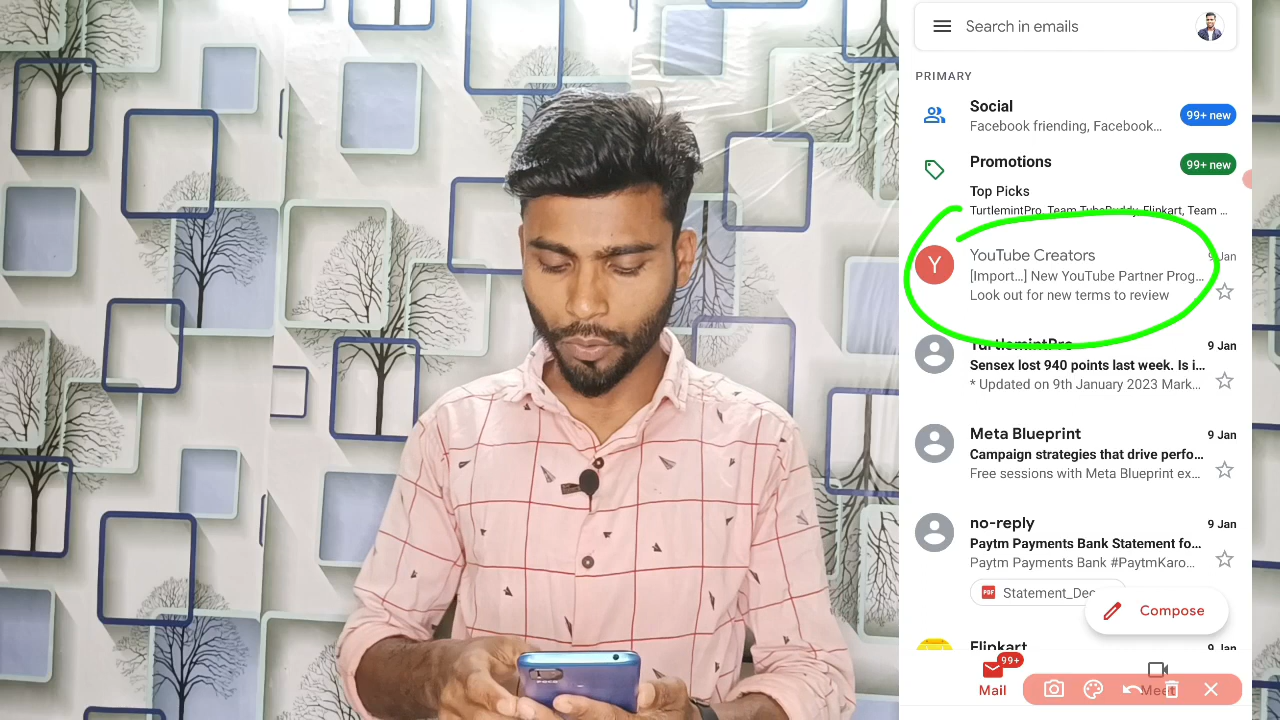 Search in emails
PRIMARY
Social
99+ new
Facebook friending, Facebook...
Promotions
99+ new
Top Picks
TurtlemintPro, Team TubeBuddy, Flipkart, Team ...
Y
YouTube Creators
9 Jan
[Import...] New YouTube Partner Prog...
Look out for new terms to review
TurtlemintPro
9 Jan
Sensex lost 940 points last week. Is i...
* Updated on 9th January 2023 Mark...
Meta Blueprint
9 Jan
Campaign strategies that drive perfo...
Free sessions with Meta Blueprint ex...
no-reply
9 Jan
Paytm Payments Bank Statement fo...
Paytm Payments Bank #PaytmKaro...
PDF
Statement_Dec
Compose
Flipkart
9 Jan
99+
Mail
Meet